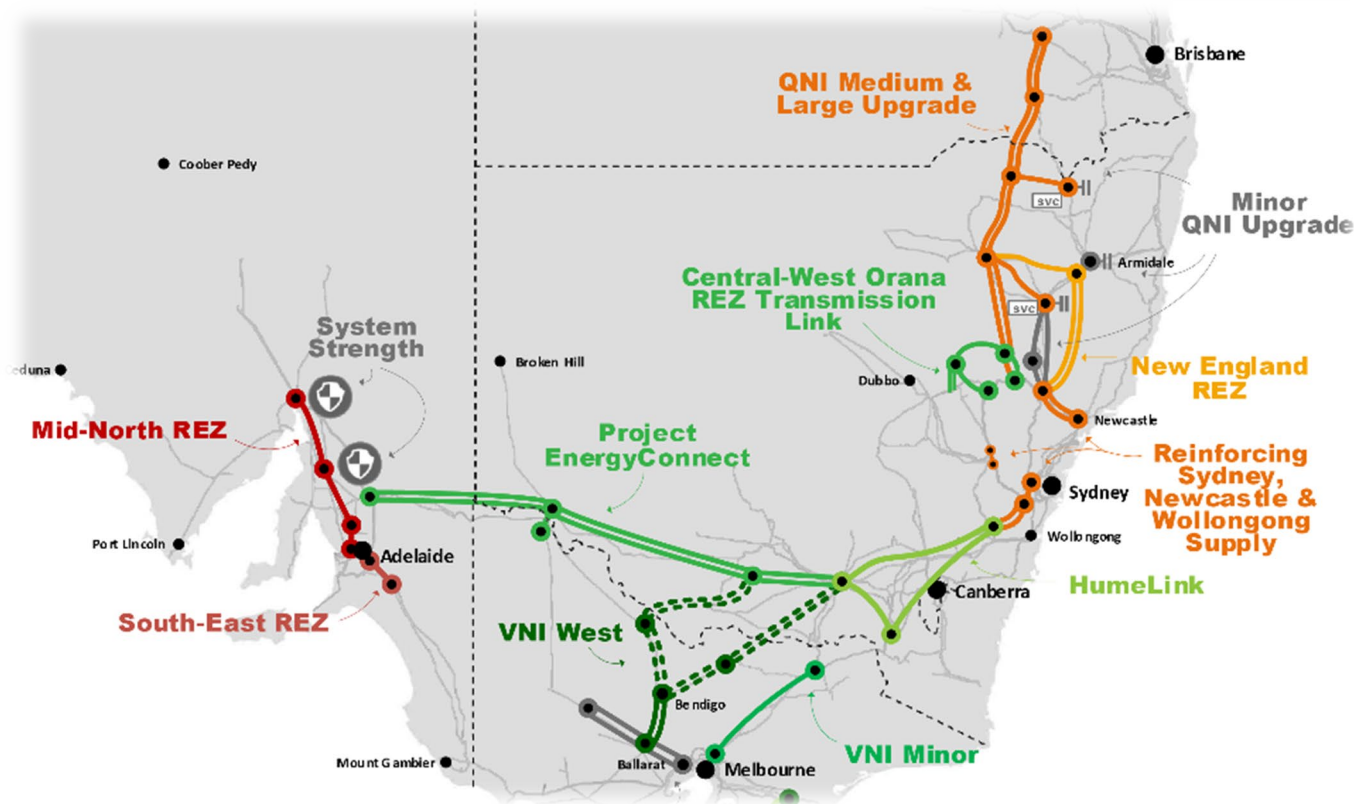 Brisbane
QNI Medium &
Large Upgrade
Coober Pedy
svc
Minor
QNI Upgrade
Armidale
Central-West Orana
REZ Transmission
Link
svc
System
Strength
Broken Hill
Dubbo
New England
REZ
Newcastle
Mid-North REZ
Project
EnergyConnect
Reinforcing
Sydney,
Newcastle &
Wollongong
Supply
Sydney
Port Lincoln
Adelaide
Wollongong
HumeLink
Canberra
South-East REZ
VNI West
Bendigo
VNI Minor
Mount Gambier
Ballarat
Melbourne